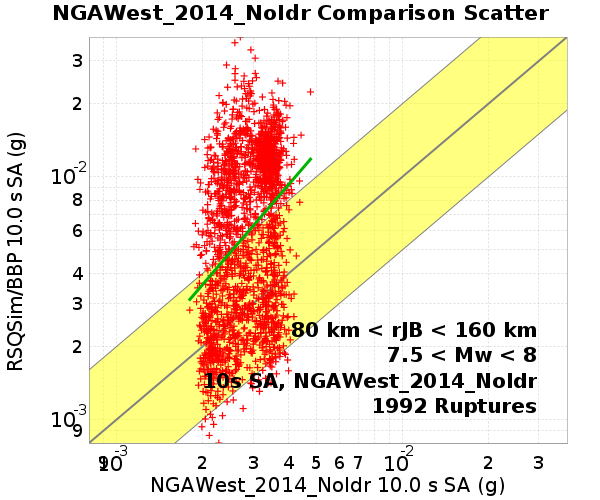 NGAWest_2014_NoIdr Comparison Scatter
RSQSim/BBP 10.0 s SA (g)
3
2
10-2
8
6
4
3
2
10-3
9
80 km < rJB < 160 km
7.5 < Mw < 8
10s SA, NGAWest_2014_NoIdr
1992 Ruptures
9 10-3 2 3 4 5 6 7 10-2 2 3
NGAWest_2014_NoIdr 10.0 s SA (g)